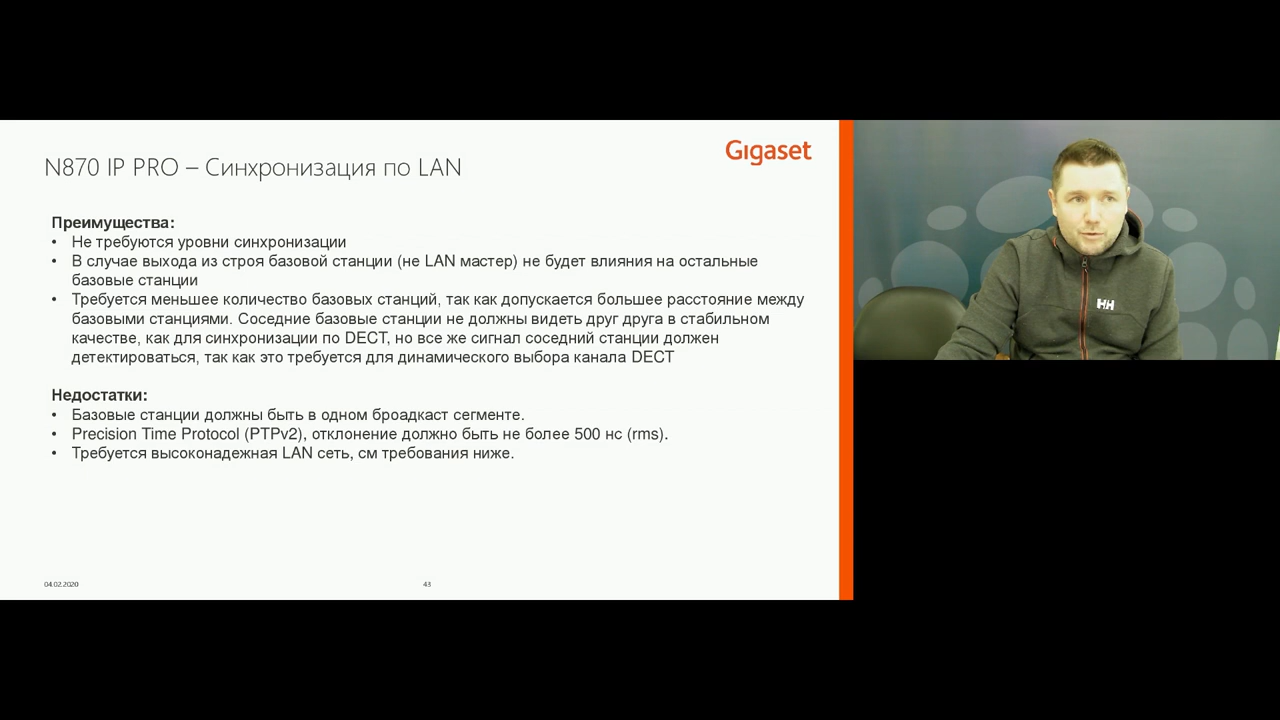 Gigaset
N870 IP PRO – Синхронизация по LAN
Преимущества:
• Не требуются уровни синхронизации
• В случае выхода из строя базовой станции (не LAN мастер) не будет влияния на остальные
базовые станции
• Требуется меньшее количество базовых станций, так как допускается большее расстояние между
базовыми станциями. Соседние базовые станции не должны видеть друг друга в стабильном
качестве, как для синхронизации по DECT, но все же сигнал соседний станции должен
детектироваться, так как это требуется для динамического выбора канала DECT
Недостатки:
• Базовые станции должны быть в одном броадкаст сегменте.
• Precision Time Protocol (PTPv2), отклонение должно быть не более 500 нс (rms).
• Требуется высоконадежная LAN сеть, см требования ниже.
04.02.2020
43
HH